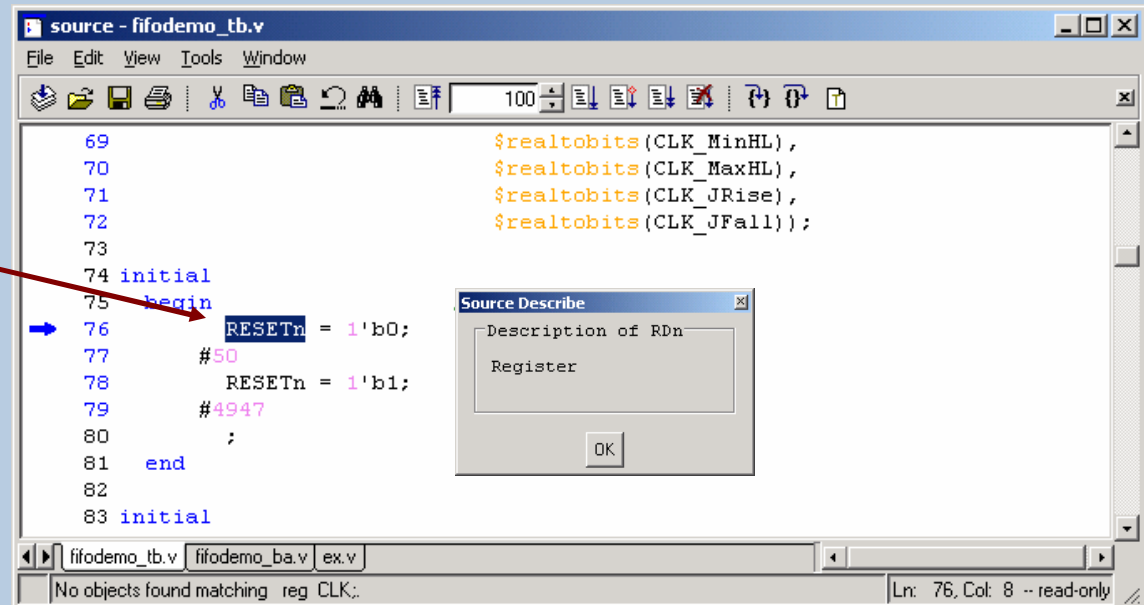 source - fifodemo_tb.v
File Edit View Tools Window
100
69 $realtobits(CLK_MinHL),
70 $realtobits(CLK_MaxHL),
71 $realtobits(CLK_JRise),
72 $realtobits(CLK_JFall));
73
74 initial
75 begin
76 RESETn = 1'b0;
77 #50
78 RESETn = 1'b1;
79 #4947
80 ;
81 end
82
83 initial
Source Describe
Description of RDn
Register
OK
fifodemo_tb.v fifodemo_ba.v ex.v
No objects found matching reg CLK;. Ln: 76, Col: 8 -- read-only